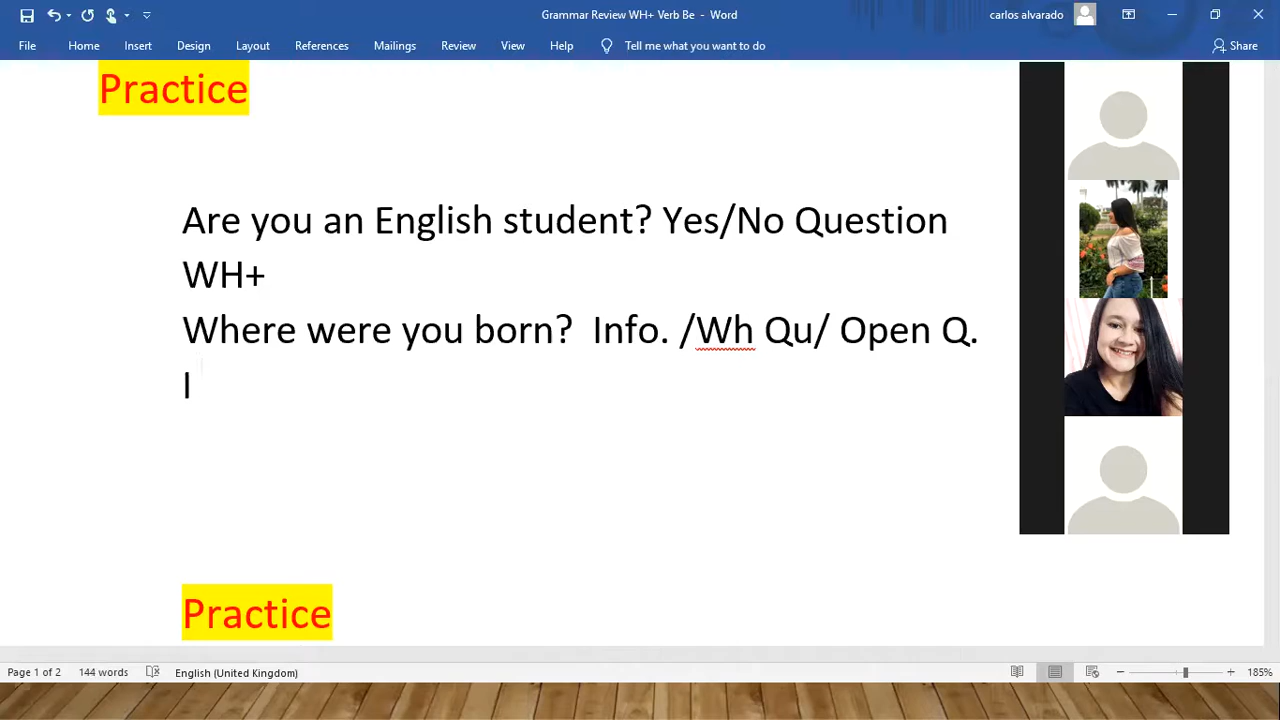 Grammar Review WH+ Verb Be - Word
carlos alvarado
File Home Insert Design Layout References Mailings Review View Help Tell me what you want to do Share
Practice
Are you an English student? Yes/No Question
WH+
Where were you born? Info. /Wh Qu/ Open Q.
I
Practice
Page 1 of 2 144 words English (United Kingdom) 185%